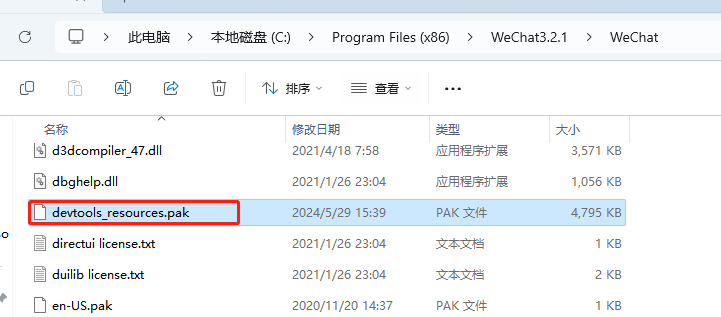 此电脑 > 本地磁盘 (C:) > Program Files (x86) > WeChat3.2.1 > WeChat
排序 查看 ...
名称 修改日期 类型 大小
d3dcompiler_47.dll 2021/4/18 7:58 应用程序扩展 3,571 KB
dbghelp.dll 2021/1/26 23:04 应用程序扩展 1,056 KB
devtools_resources.pak 2024/5/29 15:39 PAK 文件 4,795 KB
directui license.txt 2021/1/26 23:04 文本文档 1 KB
duilib license.txt 2021/1/26 23:04 文本文档 2 KB
en-US.pak 2020/11/20 14:37 PAK 文件 1 KB